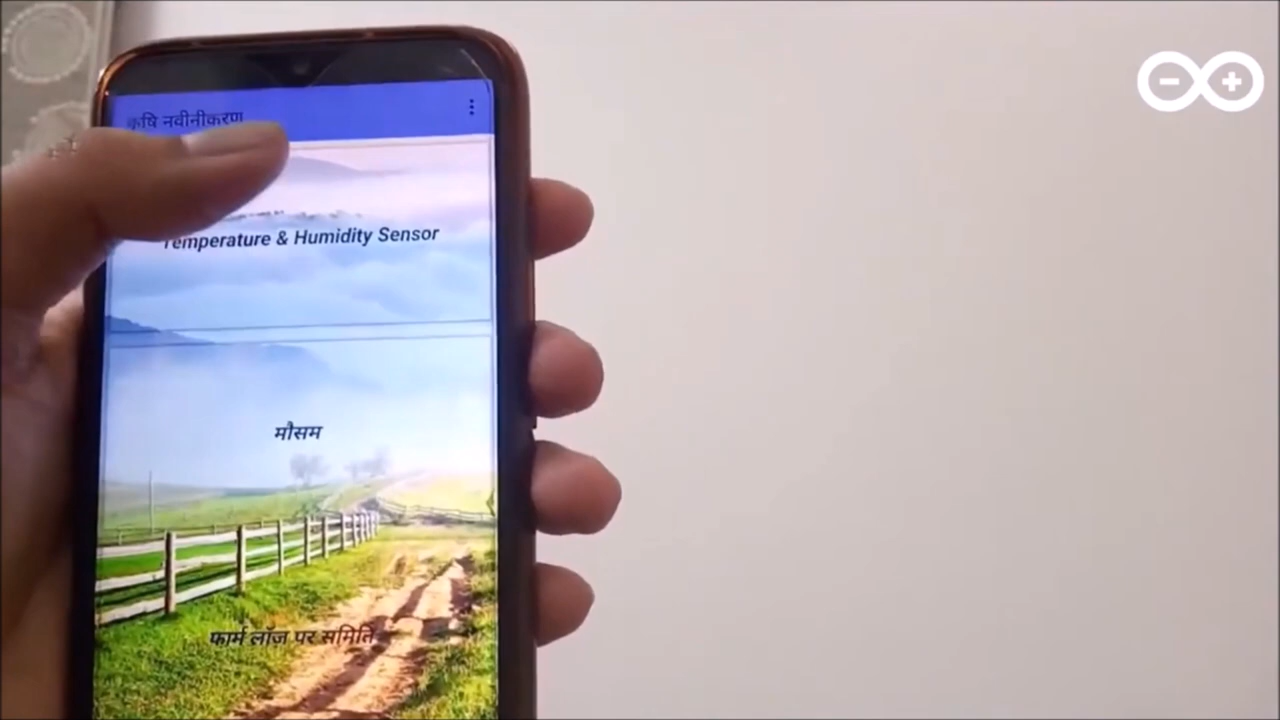 कृषि नवीनीकरण
Temperature & Humidity Sensor
मौसम
फार्म लॉज पर समिति